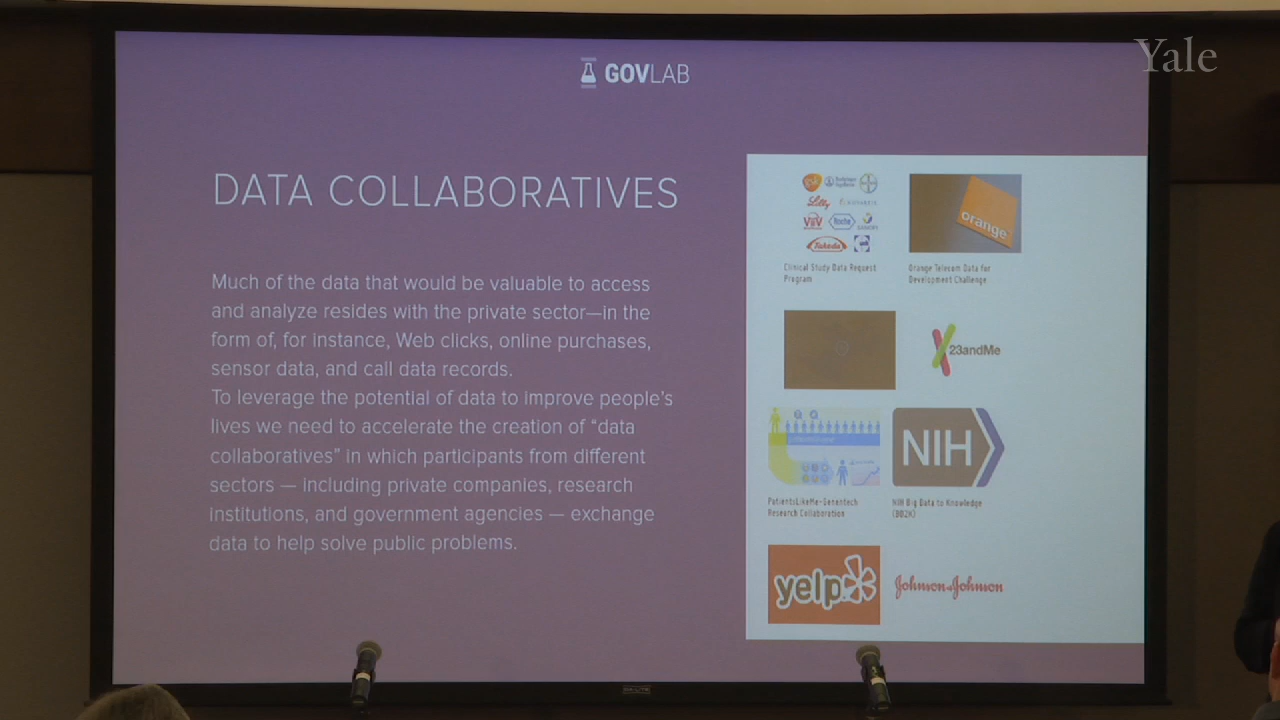 Yale
GOVLAB
DATA COLLABORATIVES
Much of the data that would be valuable to access
and analyze resides with the private sector—in the
form of, for instance, Web clicks, online purchases,
sensor data, and call data records.
To leverage the potential of data to improve people's
lives we need to accelerate the creation of “data
collaboratives” in which participants from different
sectors — including private companies, research
institutions, and government agencies — exchange
data to help solve public problems.
gsk
Lilly
ViiV Roche
Takeda
Clinical Study Data Request
Program
orange
Orange Telecom Data for
Development Challenge
23andMe
PatientsLikeMe-Genentech
Research Collaboration
NIH
NIH Big Data to Knowledge
(BD2K)
yelp
Johnson&Johnson
DA-LITE